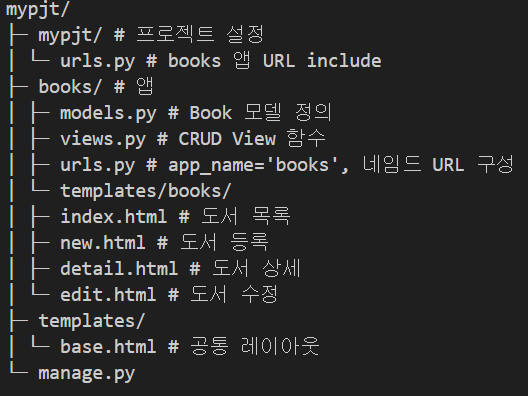 mypjt/
├─ mypjt/ # 프로젝트 설정
│ └─ urls.py # books 앱 URL include
├─ books/ # 앱
│ ├─ models.py # Book 모델 정의
│ ├─ views.py # CRUD View 함수
│ ├─ urls.py # app_name='books', 네임드 URL 구성
│ └─ templates/books/
│ ├─ index.html # 도서 목록
│ ├─ new.html # 도서 등록
│ ├─ detail.html # 도서 상세
│ └─ edit.html # 도서 수정
├─ templates/
│ └─ base.html # 공통 레이아웃
└─ manage.py